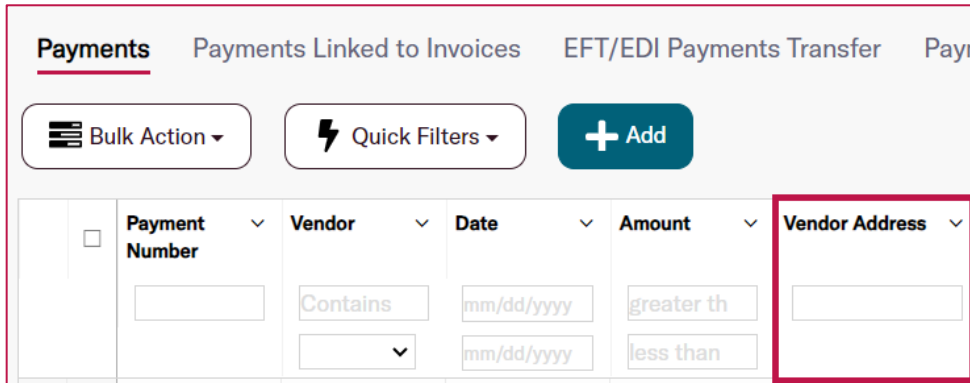 Payments Payments Linked to Invoices EFT/EDI Payments Transfer
Bulk Action Quick Filters Add
Payment Number Vendor Date Amount Vendor Address
Contains mm/dd/yyyy greater th
mm/dd/yyyy less than